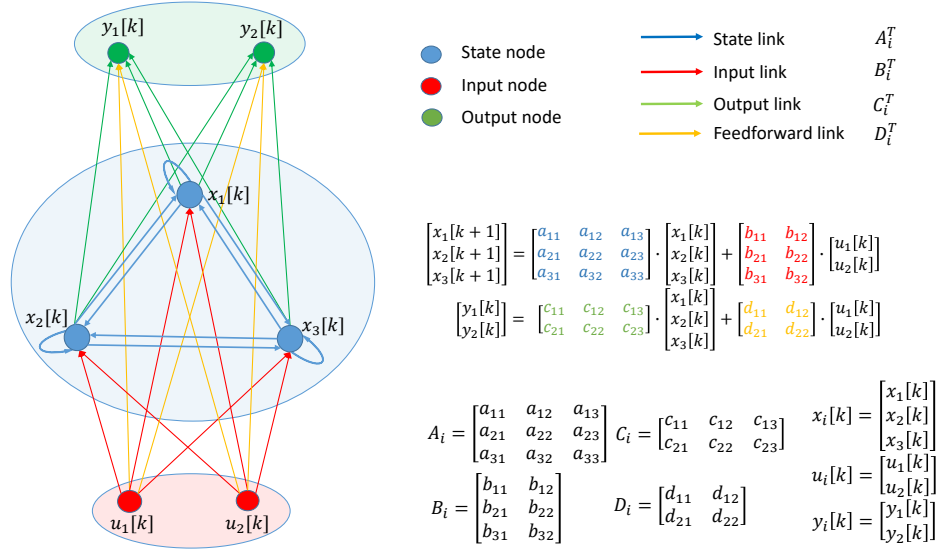 y₁[k] y₂[k]
x₁[k]
x₂[k] x₃[k]
u₁[k] u₂[k]
State node
Input node
Output node
State link A_i^T
Input link B_i^T
Output link C_i^T
Feedforward link D_i^T
[x₁[k + 1]; x₂[k + 1]; x₃[k + 1]] = [a₁₁ a₁₂ a₁₃; a₂₁ a₂₂ a₂₃; a₃₁ a₃₂ a₃₃] · [x₁[k]; x₂[k]; x₃[k]] + [b₁₁ b₁₂; b₂₁ b₂₂; b₃₁ b₃₂] · [u₁[k]; u₂[k]]
[y₁[k]; y₂[k]] = [c₁₁ c₁₂ c₁₃; c₂₁ c₂₂ c₂₃] · [x₁[k]; x₂[k]; x₃[k]] + [d₁₁ d₁₂; d₂₁ d₂₂] · [u₁[k]; u₂[k]]
A_i = [a₁₁ a₁₂ a₁₃; a₂₁ a₂₂ a₂₃; a₃₁ a₃₂ a₃₃]
C_i = [c₁₁ c₁₂ c₁₃; c₂₁ c₂₂ c₂₃]
x_i[k] = [x₁[k]; x₂[k]; x₃[k]]
B_i = [b₁₁ b₁₂; b₂₁ b₂₂; b₃₁ b₃₂]
D_i = [d₁₁ d₁₂; d₂₁ d₂₂]
u_i[k] = [u₁[k]; u₂[k]]
y_i[k] = [y₁[k]; y₂[k]]